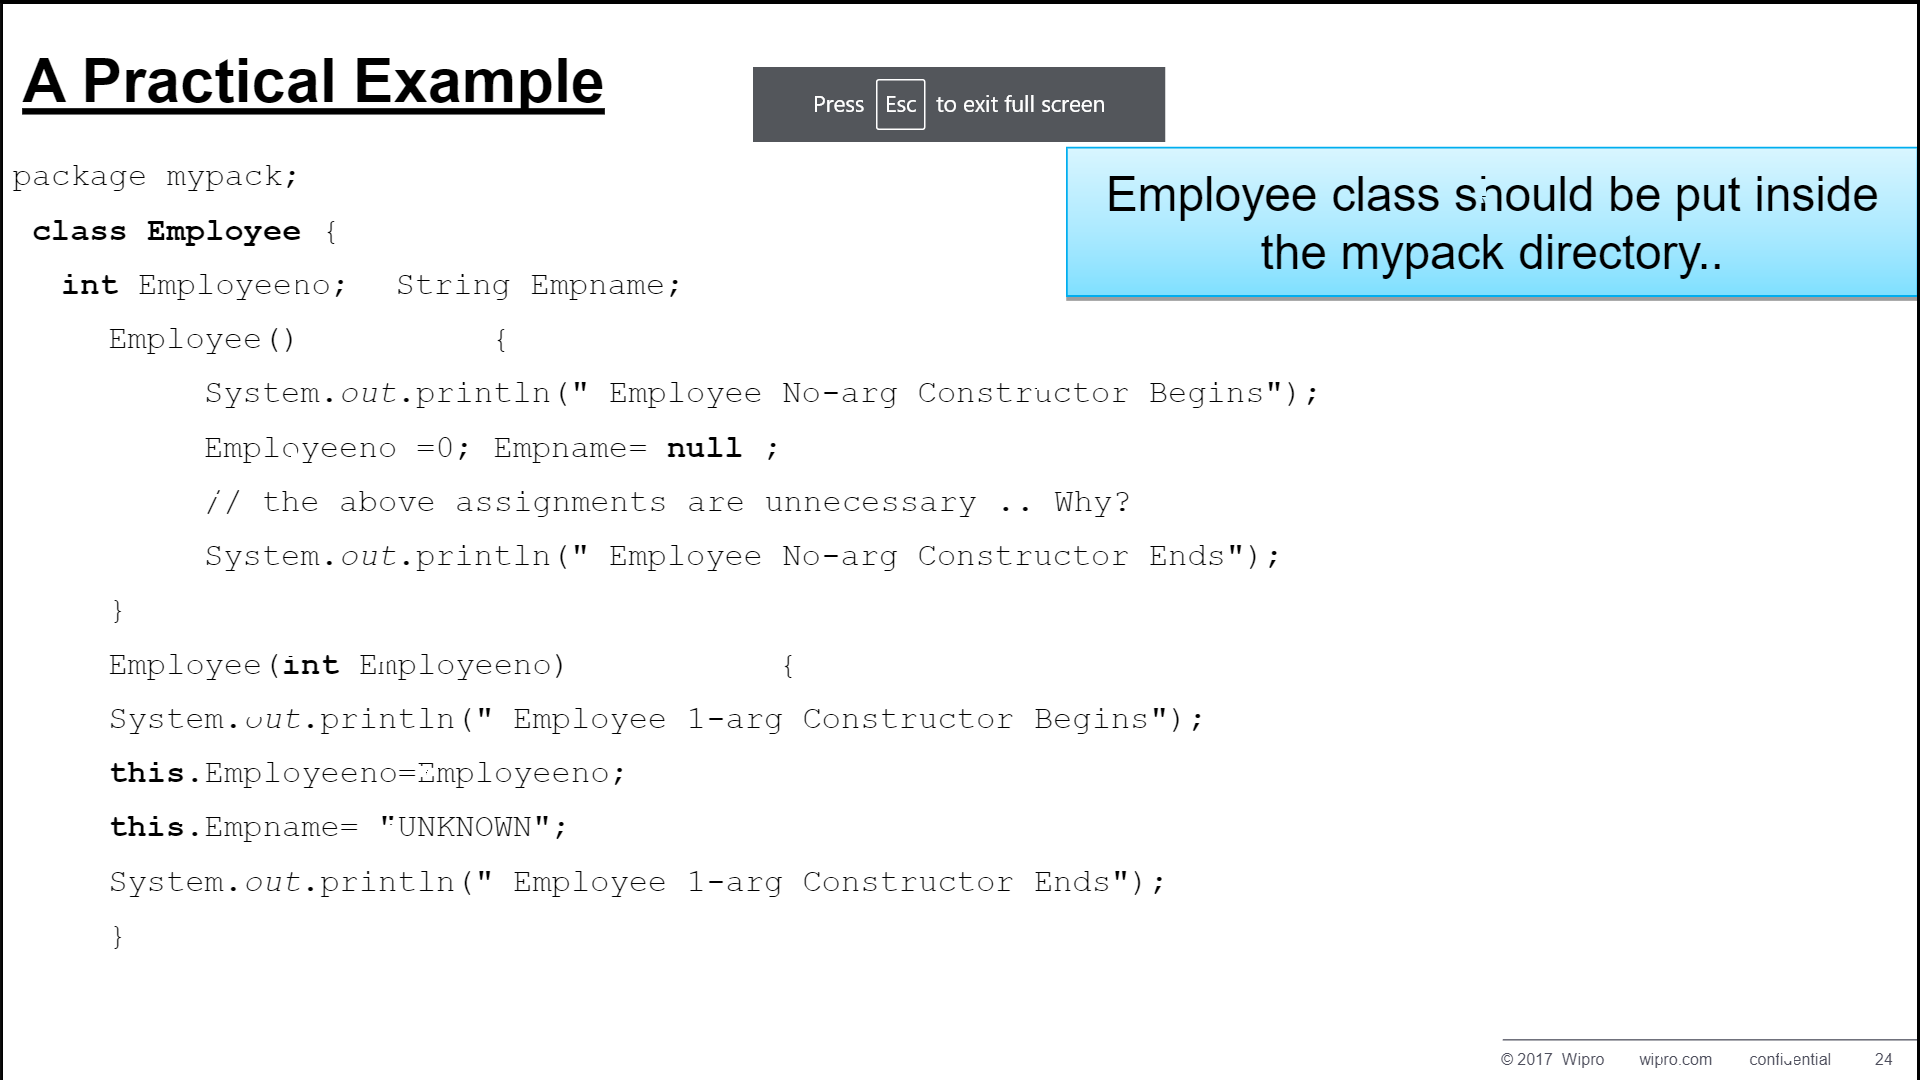 A Practical Example
Press Esc to exit full screen
package mypack;
Employee class should be put inside
the mypack directory..
class Employee {
int Employeeno; String Empname;
Employee() {
System.out.println(" Employee No-arg Constructor Begins");
Employeeno =0; Empname= null ;
// the above assignments are unnecessary .. Why?
System.out.println(" Employee No-arg Constructor Ends");
}
Employee(int Employeeno) {
System.out.println(" Employee 1-arg Constructor Begins");
this.Employeeno=Employeeno;
this.Empname= "UNKNOWN";
System.out.println(" Employee 1-arg Constructor Ends");
}
© 2017 Wipro wipro.com confidential 24